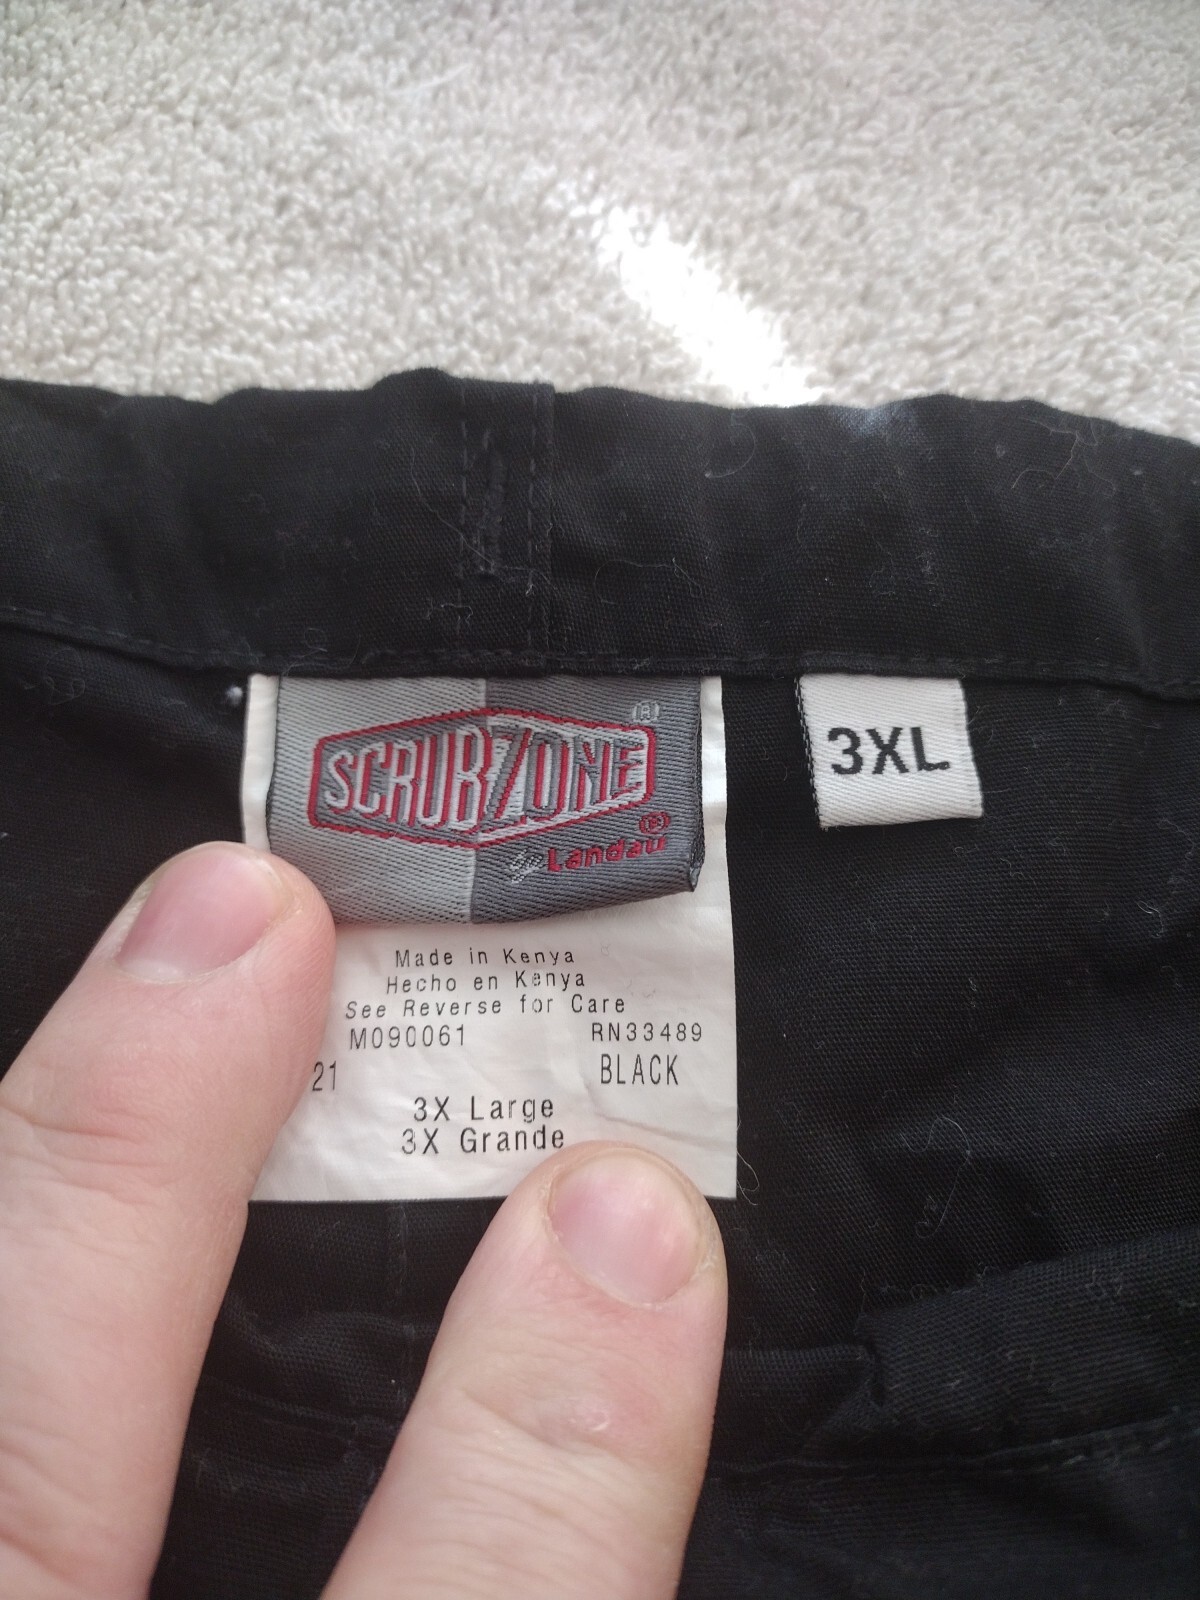 SCRUBZONE®
by Landau®
3XL
Made in Kenya
Hecho en Kenya
See Reverse for Care
M090061 RN33489
21 BLACK
3X Large
3X Grande